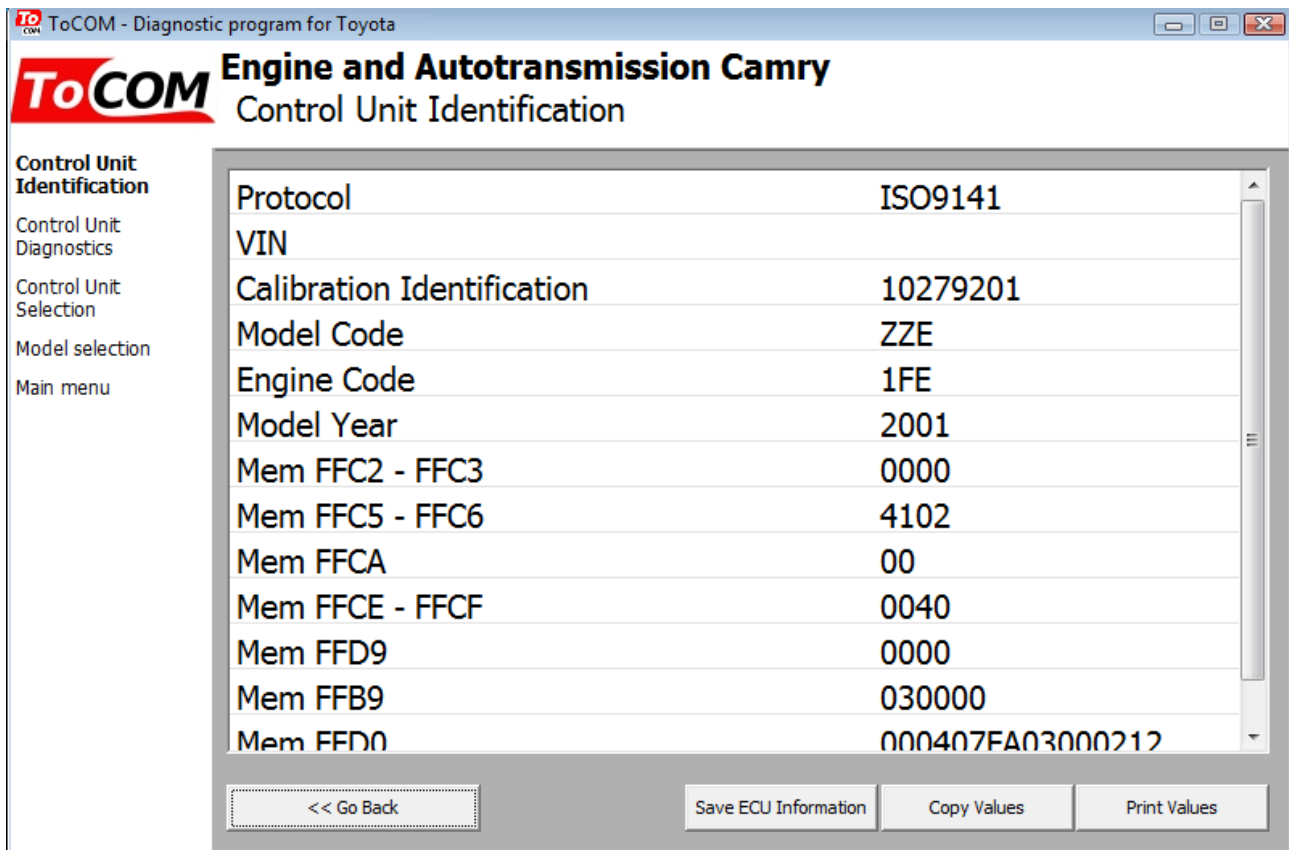 ToCOM - Diagnostic program for Toyota
ToCOM
Engine and Autotransmission Camry
Control Unit Identification
Control Unit
Identification
Control Unit
Diagnostics
Control Unit
Selection
Model selection
Main menu
Protocol ISO9141
VIN
Calibration Identification 10279201
Model Code ZZE
Engine Code 1FE
Model Year 2001
Mem FFC2 - FFC3 0000
Mem FFC5 - FFC6 4102
Mem FFCA 00
Mem FFCE - FFCF 0040
Mem FFD9 0000
Mem FFB9 030000
Mem FFD0 000407FA03000212
<< Go Back
Save ECU Information
Copy Values
Print Values